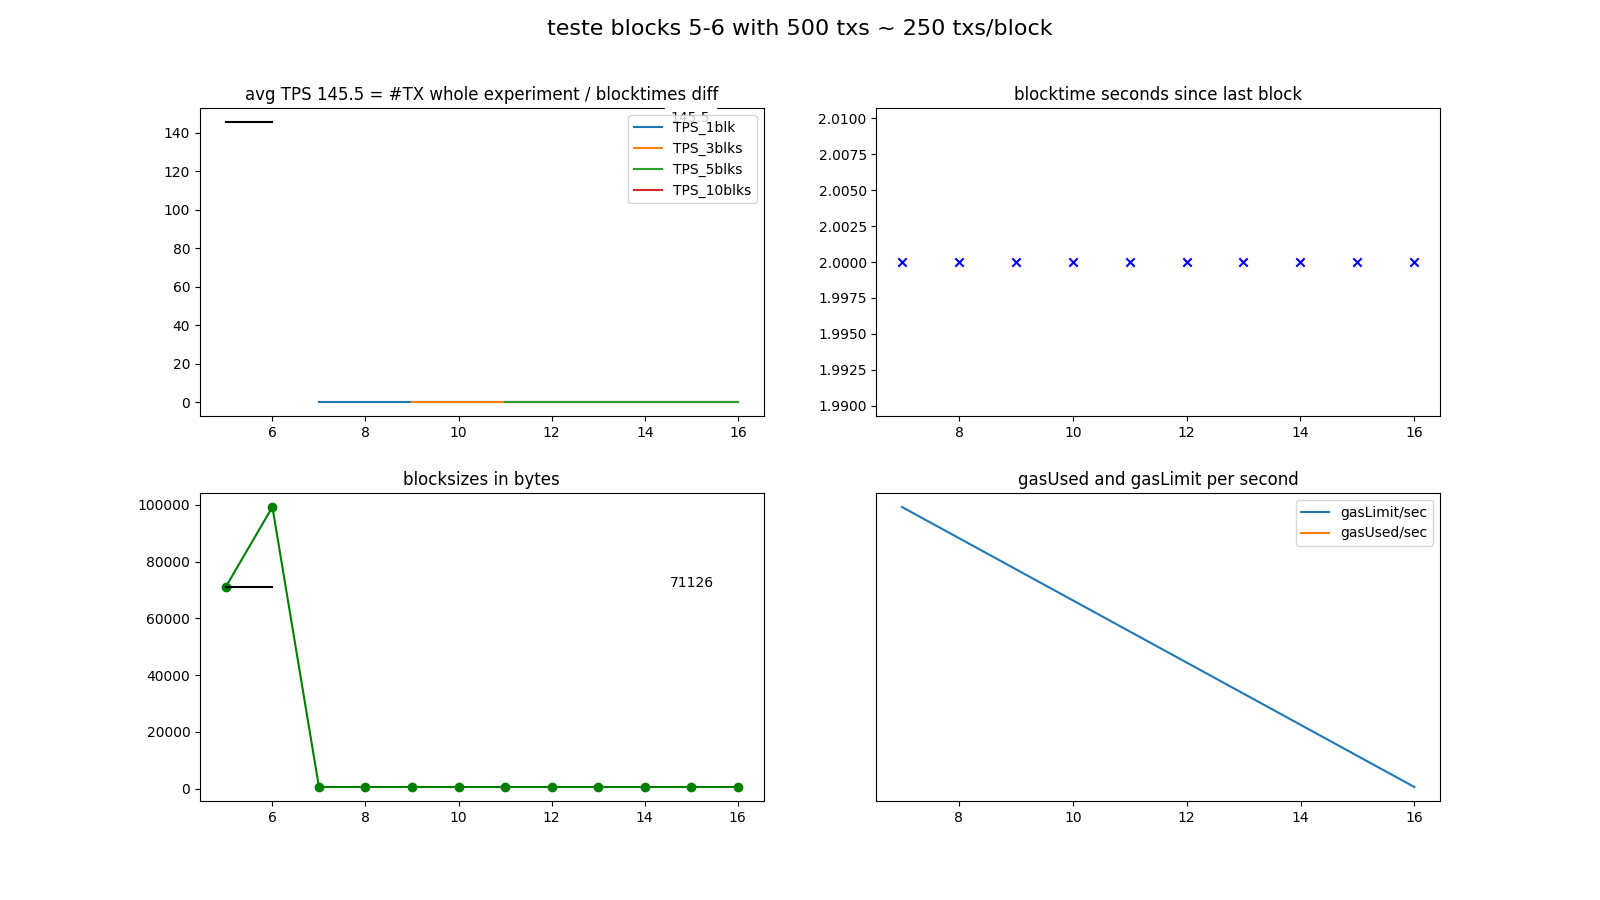 teste blocks 5-6 with 500 txs ~ 250 txs/block
avg TPS 145.5 = #TX whole experiment / blocktimes diff
145.5
TPS_1blk
TPS_3blks
TPS_5blks
TPS_10blks
140
120
100
80
60
40
20
0
6 8 10 12 14 16
blocktime seconds since last block
2.0100
2.0075
2.0050
2.0025
2.0000
1.9975
1.9950
1.9925
1.9900
8 10 12 14 16
blocksizes in bytes
100000
80000
71126
60000
40000
20000
0
6 8 10 12 14 16
gasUsed and gasLimit per second
gasLimit/sec
gasUsed/sec
8 10 12 14 16